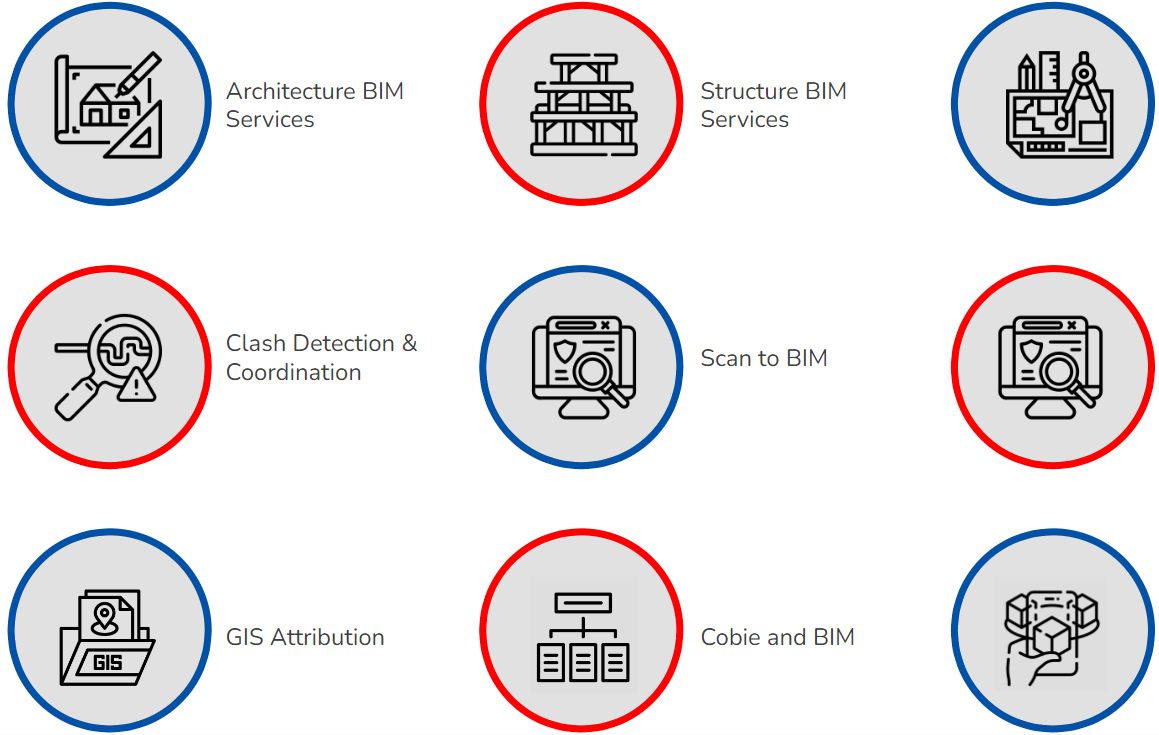 Architecture BIM
Services
Structure BIM
Services
Clash Detection &
Coordination
Scan to BIM
GIS Attribution
GIS
Cobie and BIM